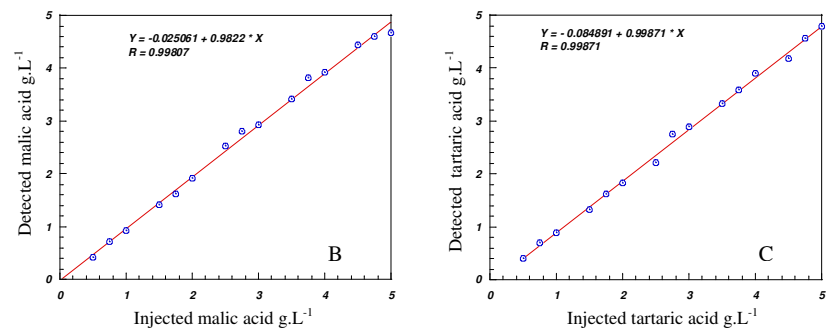 Y = -0.025061 + 0.9822 * X
R = 0.99807
Detected malic acid g.L⁻¹
5
4
3
2
1
0
B
0 1 2 3 4 5
Injected malic acid g.L⁻¹
Y = - 0.084891 + 0.99871 * X
R = 0.99871
Detected tartaric acid g.L⁻¹
5
4
3
2
1
0
C
0 1 2 3 4 5
Injected tartaric acid g.L⁻¹